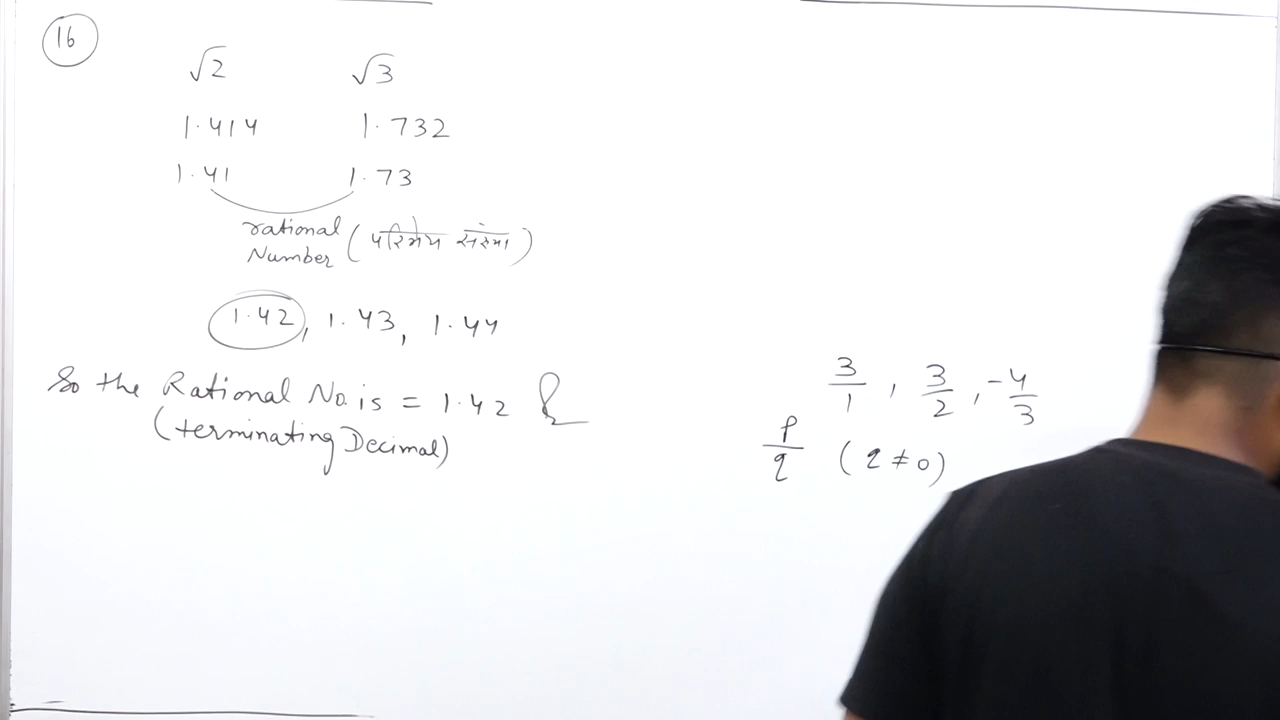 16
√2 √3
1.414 1.732
1.41 1.73
rational
Number (परिमेय संख्या)
1.42, 1.43, 1.44
So the Rational No. is = 1.42
(terminating Decimal)
3/1, 3/2, -4/3
p/q (q ≠ 0)